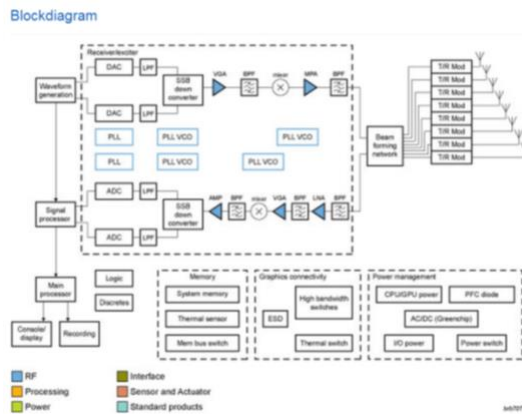 Blockdiagram
Receiver/exciter
DAC
LPF
SSB
down
converter
VGA
BPF
mixer
MPA
BPF
Waveform
generation
DAC
LPF
PLL
PLL VCO
PLL VCO
PLL
PLL VCO
PLL VCO
Beam
forming
network
T/R Mod
T/R Mod
T/R Mod
T/R Mod
T/R Mod
T/R Mod
T/R Mod
T/R Mod
Signal
processor
ADC
LPF
SSB
down
converter
AMP
BPF
mixer
VGA
BPF
LNA
BPF
ADC
LPF
Main
processor
Console/
display
Recording
Logic
Discretes
Memory
System memory
Thermal sensor
Mem bus switch
Graphics connectivity
ESD
High bandwidth
switches
Thermal switch
Power management
CPU/GPU power
PFC diode
AC/DC (Greenchip)
I/O power
Power switch
RF
Interface
Processing
Sensor and Actuator
Power
Standard products